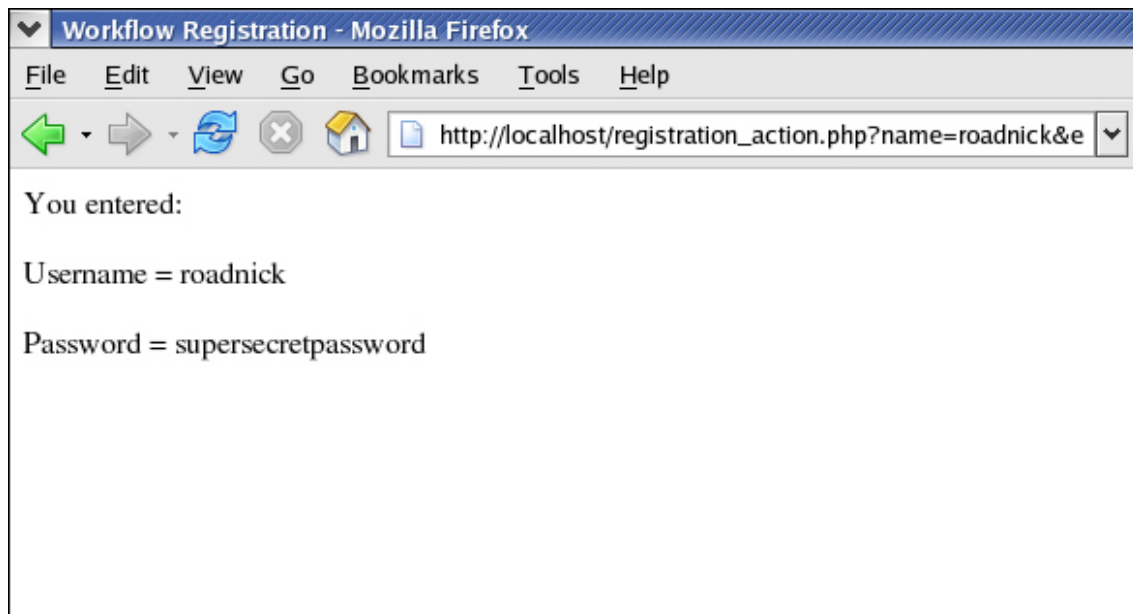 Workflow Registration - Mozilla Firefox
File Edit View Go Bookmarks Tools Help
http://localhost/registration_action.php?name=roadnick&e
You entered:
Username = roadnick
Password = supersecretpassword